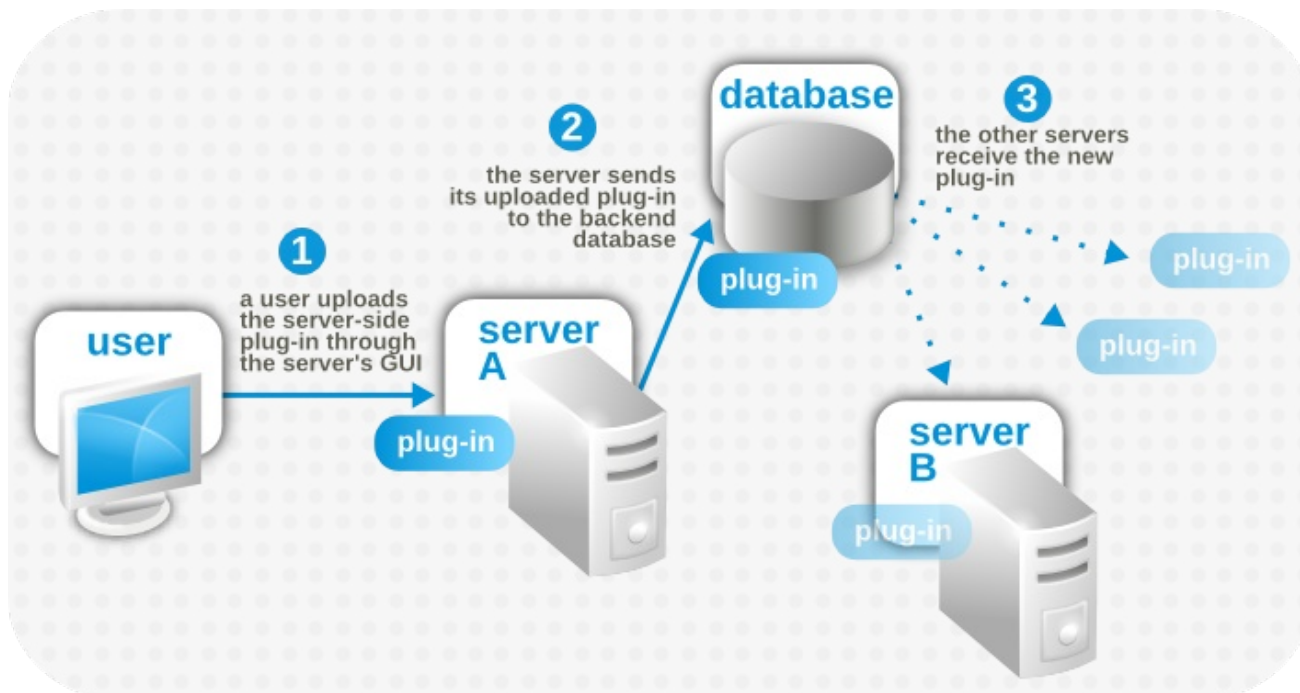 user
1
a user uploads
the server-side
plug-in through
the server's GUI
server
A
plug-in
2
the server sends
its uploaded plug-in
to the backend
database
database
plug-in
3
the other servers
receive the new
plug-in
plug-in
plug-in
server
B
plug-in